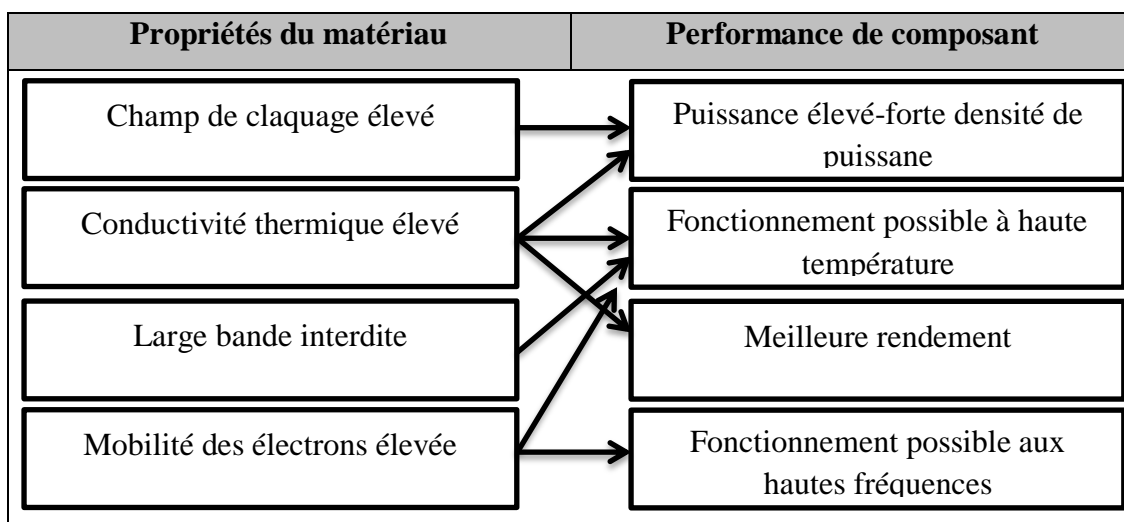 Propriétés du matériau
Performance de composant
Champ de claquage élevé
Puissance élevé-forte densité de
puissane
Conductivité thermique élevé
Fonctionnement possible à haute
température
Large bande interdite
Meilleure rendement
Mobilité des électrons élevée
Fonctionnement possible aux
hautes fréquences